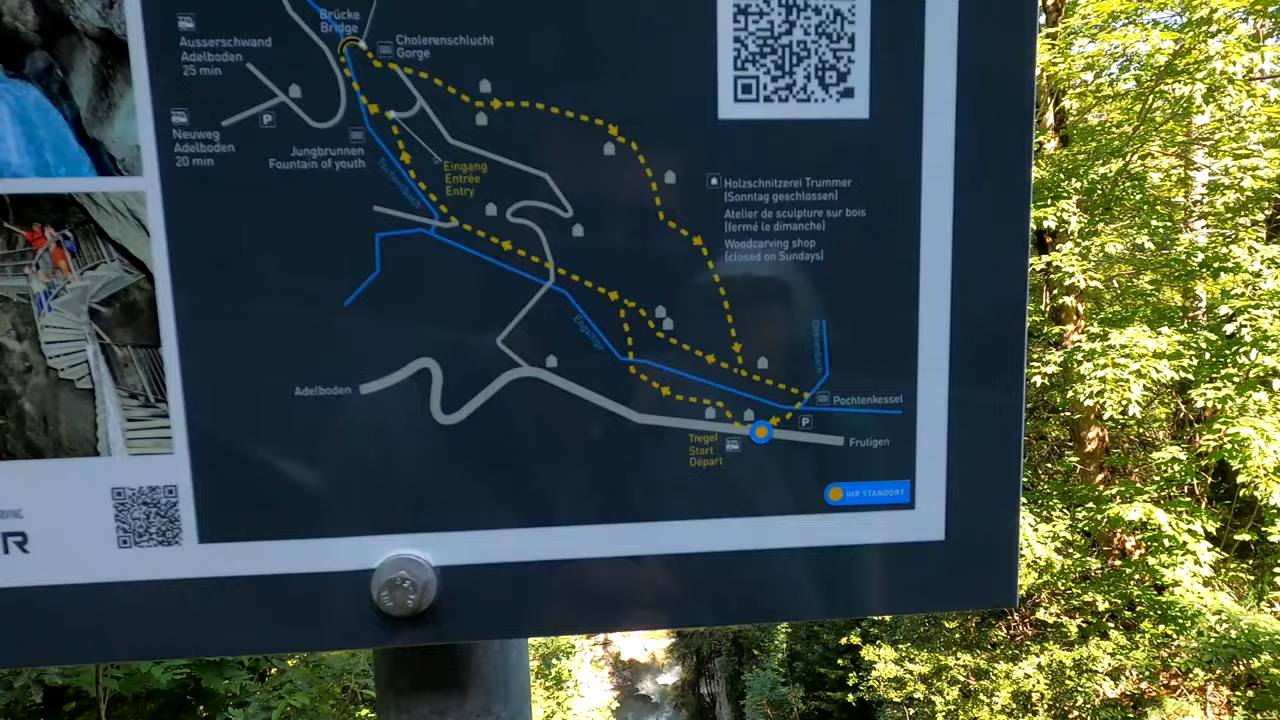 Brücke
Bridge
Ausserschwand
Adelboden
25 min
Cholerenschlucht
Gorge
P
Neuweg
Adelboden
20 min
Jungbrunnen
Fountain of youth
Eingang
Entrée
Entry
Holzschnitzerei Trummer
(Sonntag geschlossen)
Atelier de sculpture sur bois
(fermé le dimanche)
Woodcarving shop
(closed on Sundays)
Engstlige
Adelboden
Pochtenkessel
P
Tregel
Start
Départ
Frutigen
IHR STANDORT
R